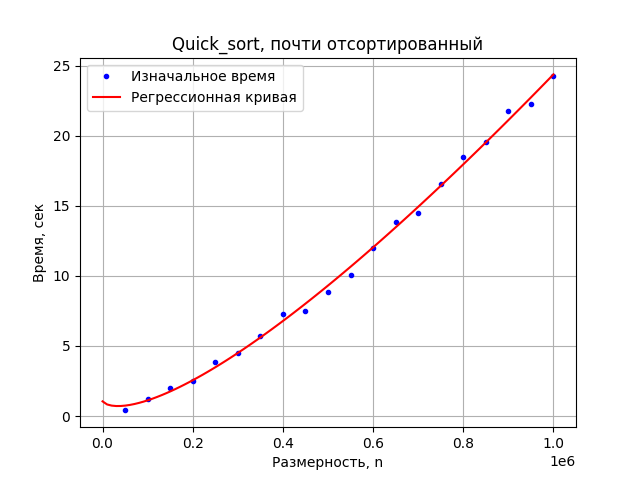 Quick_sort, почти отсортированный
Изначальное время
Регрессионная кривая
Время, сек
25
20
15
10
5
0
0.0 0.2 0.4 0.6 0.8 1.0
1e6
Размерность, n